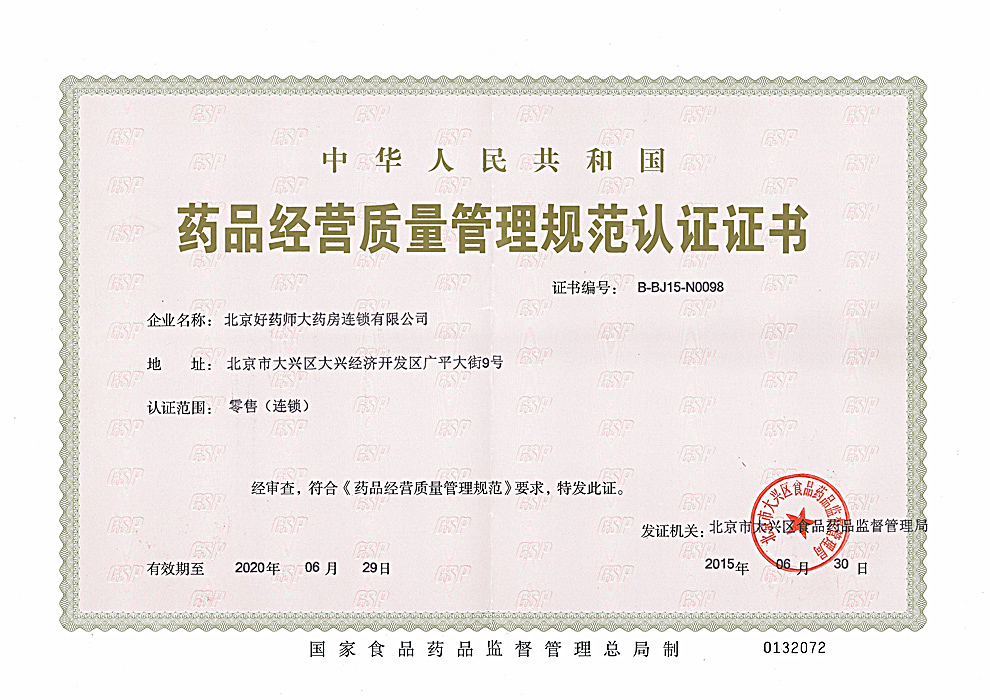 中华人民共和国
药品经营质量管理规范认证证书
证书编号： B-BJ15-N0098
企业名称： 北京好药师大药房连锁有限公司
地 址： 北京市大兴区大兴经济开发区广平大街9号
认证范围： 零售（连锁）
经审查，符合《药品经营质量管理规范》要求，特发此证。
发证机关： 北京市大兴区食品药品监督管理局
北京市大兴区食品药品监督管理局
有效期至 2020年 06月 29日
2015年 06月 30日
国家食品药品监督管理总局制
0132072